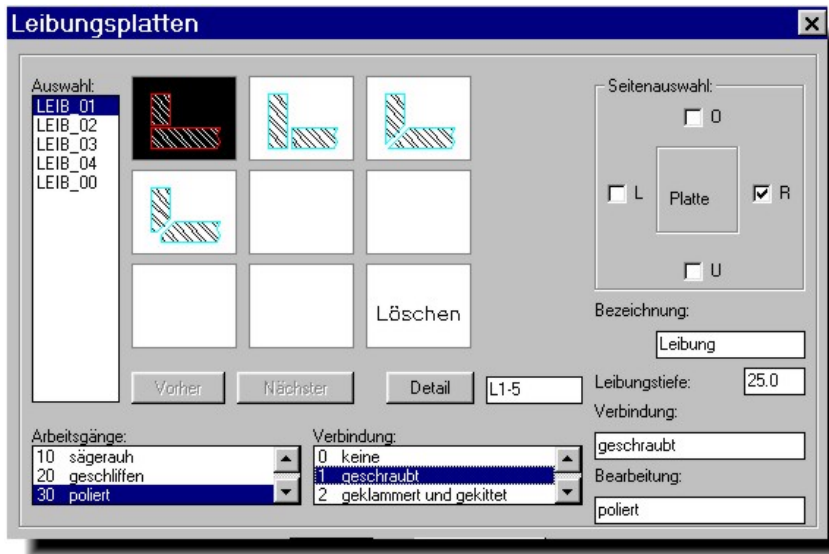 Leibungsplatten
Auswahl:
LEIB_01
LEIB_02
LEIB_03
LEIB_04
LEIB_00
Löschen
Vorher
Nächster
Detail
L1-5
Arbeitsgänge:
10 sägerauh
20 geschliffen
30 poliert
Verbindung:
0 keine
1 geschraubt
2 geklammert und gekittet
Seitenauswahl:
O
L
Platte
R
U
Bezeichnung:
Leibung
Leibungstiefe:
25.0
Verbindung:
geschraubt
Bearbeitung:
poliert